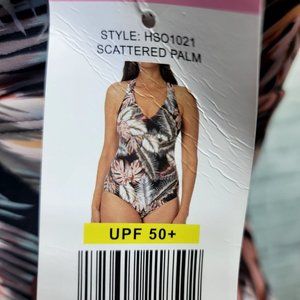 STYLE: HSO1021
SCATTERED PALM
UPF 50+